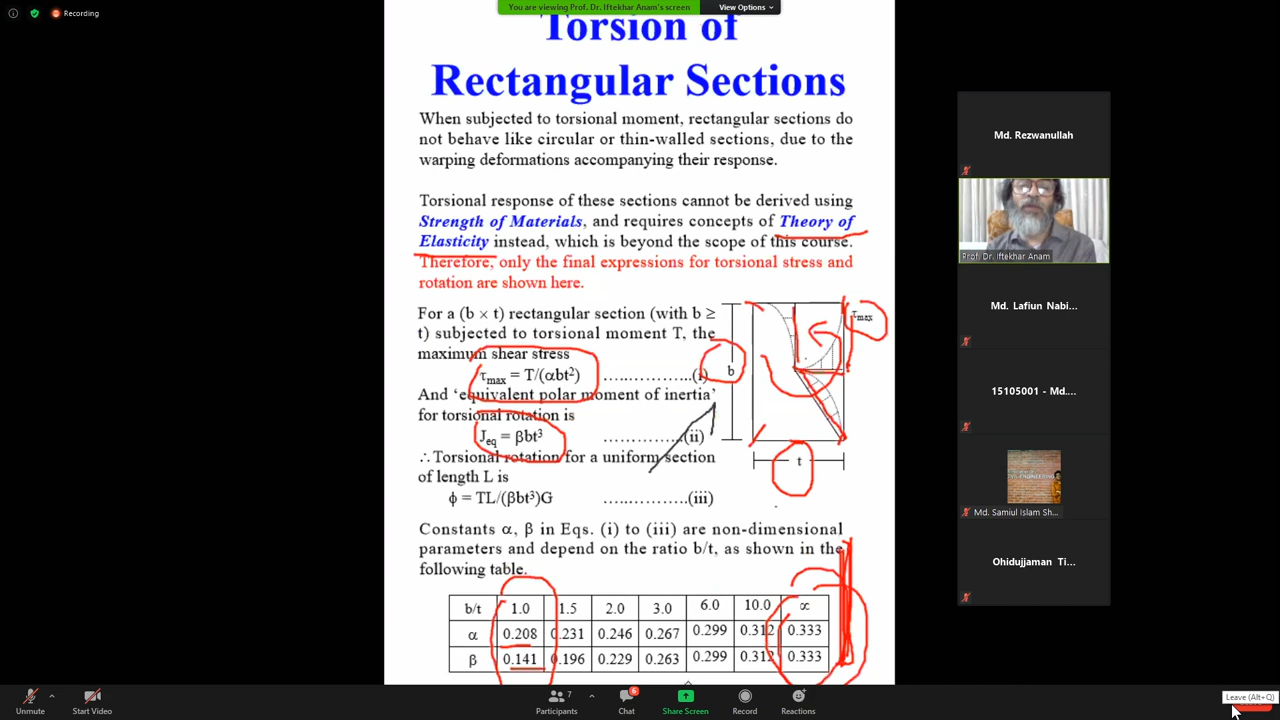 Recording
You are viewing Prof. Dr. Iftekhar Anam's screen
View Options
Torsion of
Rectangular Sections
When subjected to torsional moment, rectangular sections do
not behave like circular or thin-walled sections, due to the
warping deformations accompanying their response.
Torsional response of these sections cannot be derived using
Strength of Materials, and requires concepts of Theory of
Elasticity instead, which is beyond the scope of this course.
Therefore, only the final expressions for torsional stress and
rotation are shown here.
For a (b × t) rectangular section (with b ≥
t) subjected to torsional moment T, the
maximum shear stress
τmax = T/(αbt²) ..................(i)
And ‘equivalent polar moment of inertia’
for torsional rotation is
Jeq = βbt³ ..................(ii)
∴ Torsional rotation for a uniform section
of length L is
ϕ = TL/(βbt³)G ..................(iii)
τmax
b
t
Constants α, β in Eqs. (i) to (iii) are non-dimensional
parameters and depend on the ratio b/t, as shown in the
following table.
b/t 1.0 1.5 2.0 3.0 6.0 10.0 ∝
α 0.208 0.231 0.246 0.267 0.299 0.312 0.333
β 0.141 0.196 0.229 0.263 0.299 0.312 0.333
Md. Rezwanullah
Prof. Dr. Iftekhar Anam
Md. Lafiun Nabi...
15105001 - Md....
Md. Samiul Islam Sh...
Ohidujjaman Ti...
Unmute
Start Video
7
Participants
6
Chat
Share Screen
Record
Reactions
Leave (Alt+Q)